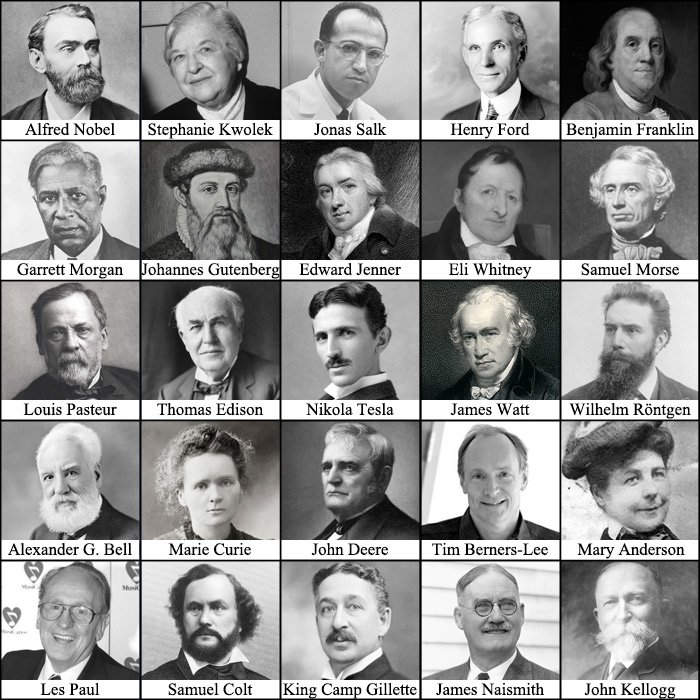 Alfred Nobel
Stephanie Kwolek
Jonas Salk
Henry Ford
Benjamin Franklin
Garrett Morgan
Johannes Gutenberg
Edward Jenner
Eli Whitney
Samuel Morse
Louis Pasteur
Thomas Edison
Nikola Tesla
James Watt
Wilhelm Röntgen
Alexander G. Bell
Marie Curie
John Deere
Tim Berners-Lee
Mary Anderson
Les Paul
Samuel Colt
King Camp Gillette
James Naismith
John Kellogg